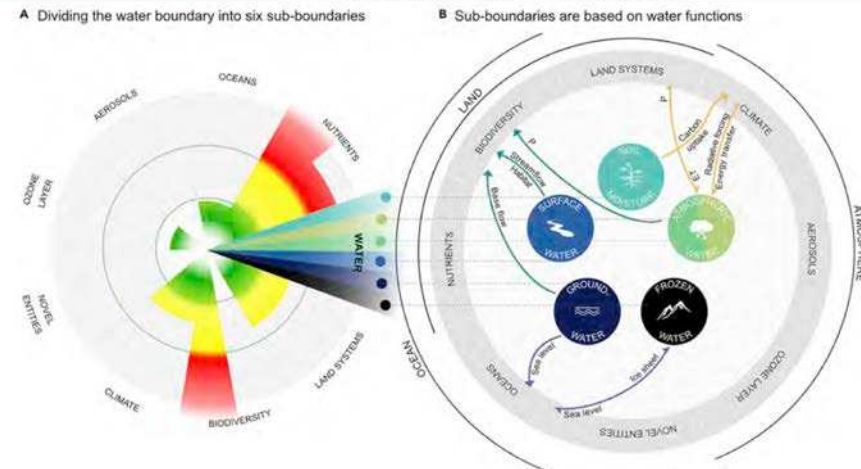 A Dividing the water boundary into six sub-boundaries
OCEANS
AEROSOLS
NUTRIENTS
OZONE
LAYER
WATER
NOVEL
ENTITIES
LAND SYSTEMS
CLIMATE
BIODIVERSITY
B Sub-boundaries are based on water functions
LAND
LAND SYSTEMS
BIODIVERSITY
CLIMATE
P
Carbon
uptake
Radiative forcing
Energy transfer
ET
P
Streamflow
Habitat
Base flow
SOIL
MOISTURE
SURFACE
WATER
ATMOSPHERIC
WATER
NUTRIENTS
AEROSOLS
ATMOSPHERE
GROUND-
WATER
FROZEN
WATER
OCEAN
Sea level
Ice sheet
Sea level
OCEANS
OZONE LAYER
NOVEL ENTITIES